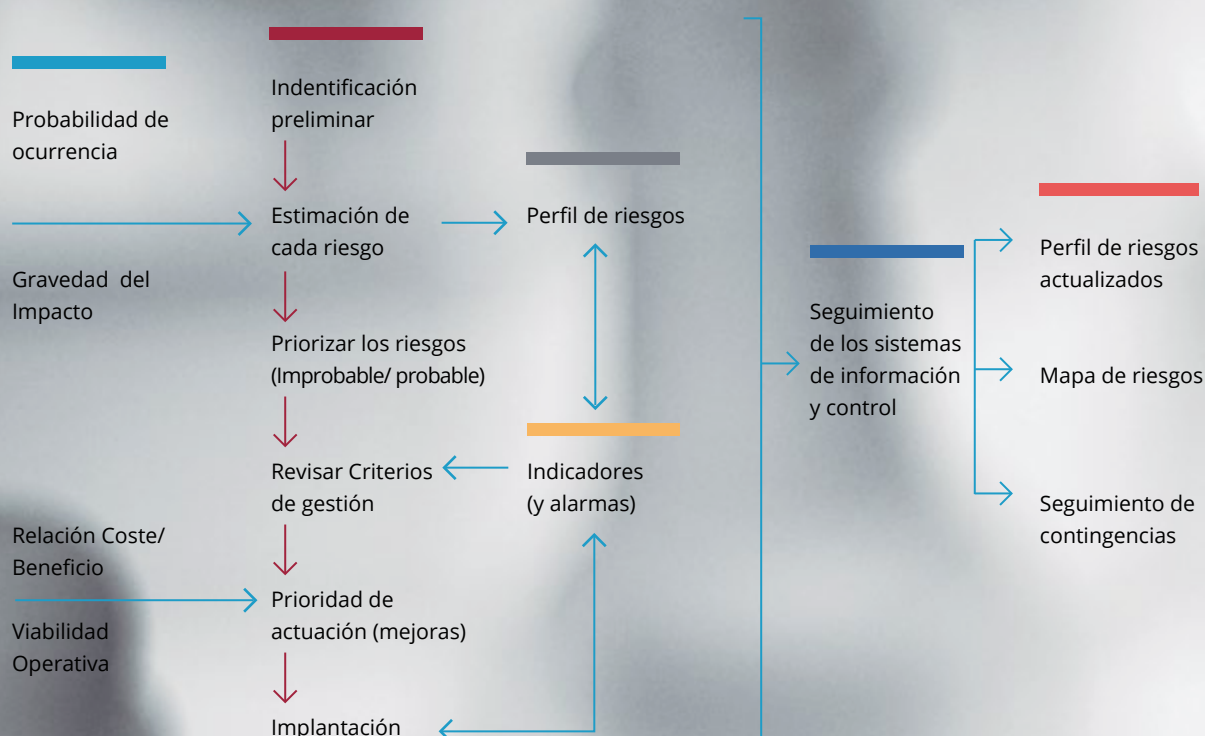 Probabilidad de
ocurrencia
Gravedad del
Impacto
Relación Coste/
Beneficio
Viabilidad
Operativa
Indentificación
preliminar
Estimación de
cada riesgo
Priorizar los riesgos
(Improbable/ probable)
Revisar Criterios
de gestión
Prioridad de
actuación (mejoras)
Implantación
Perfil de riesgos
Indicadores
(y alarmas)
Seguimiento
de los sistemas
de información
y control
Perfil de riesgos
actualizados
Mapa de riesgos
Seguimiento de
contingencias